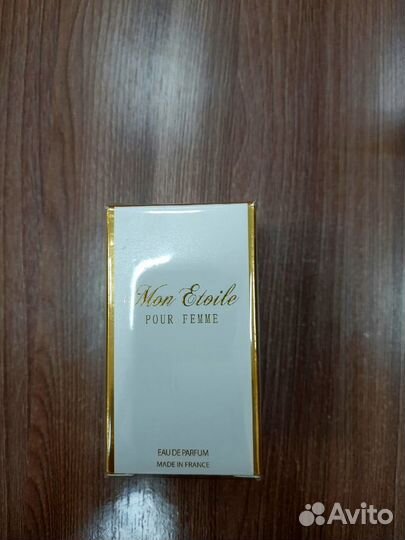 Mon Etoile
POUR FEMME
EAU DE PARFUM
MADE IN FRANCE
Avito